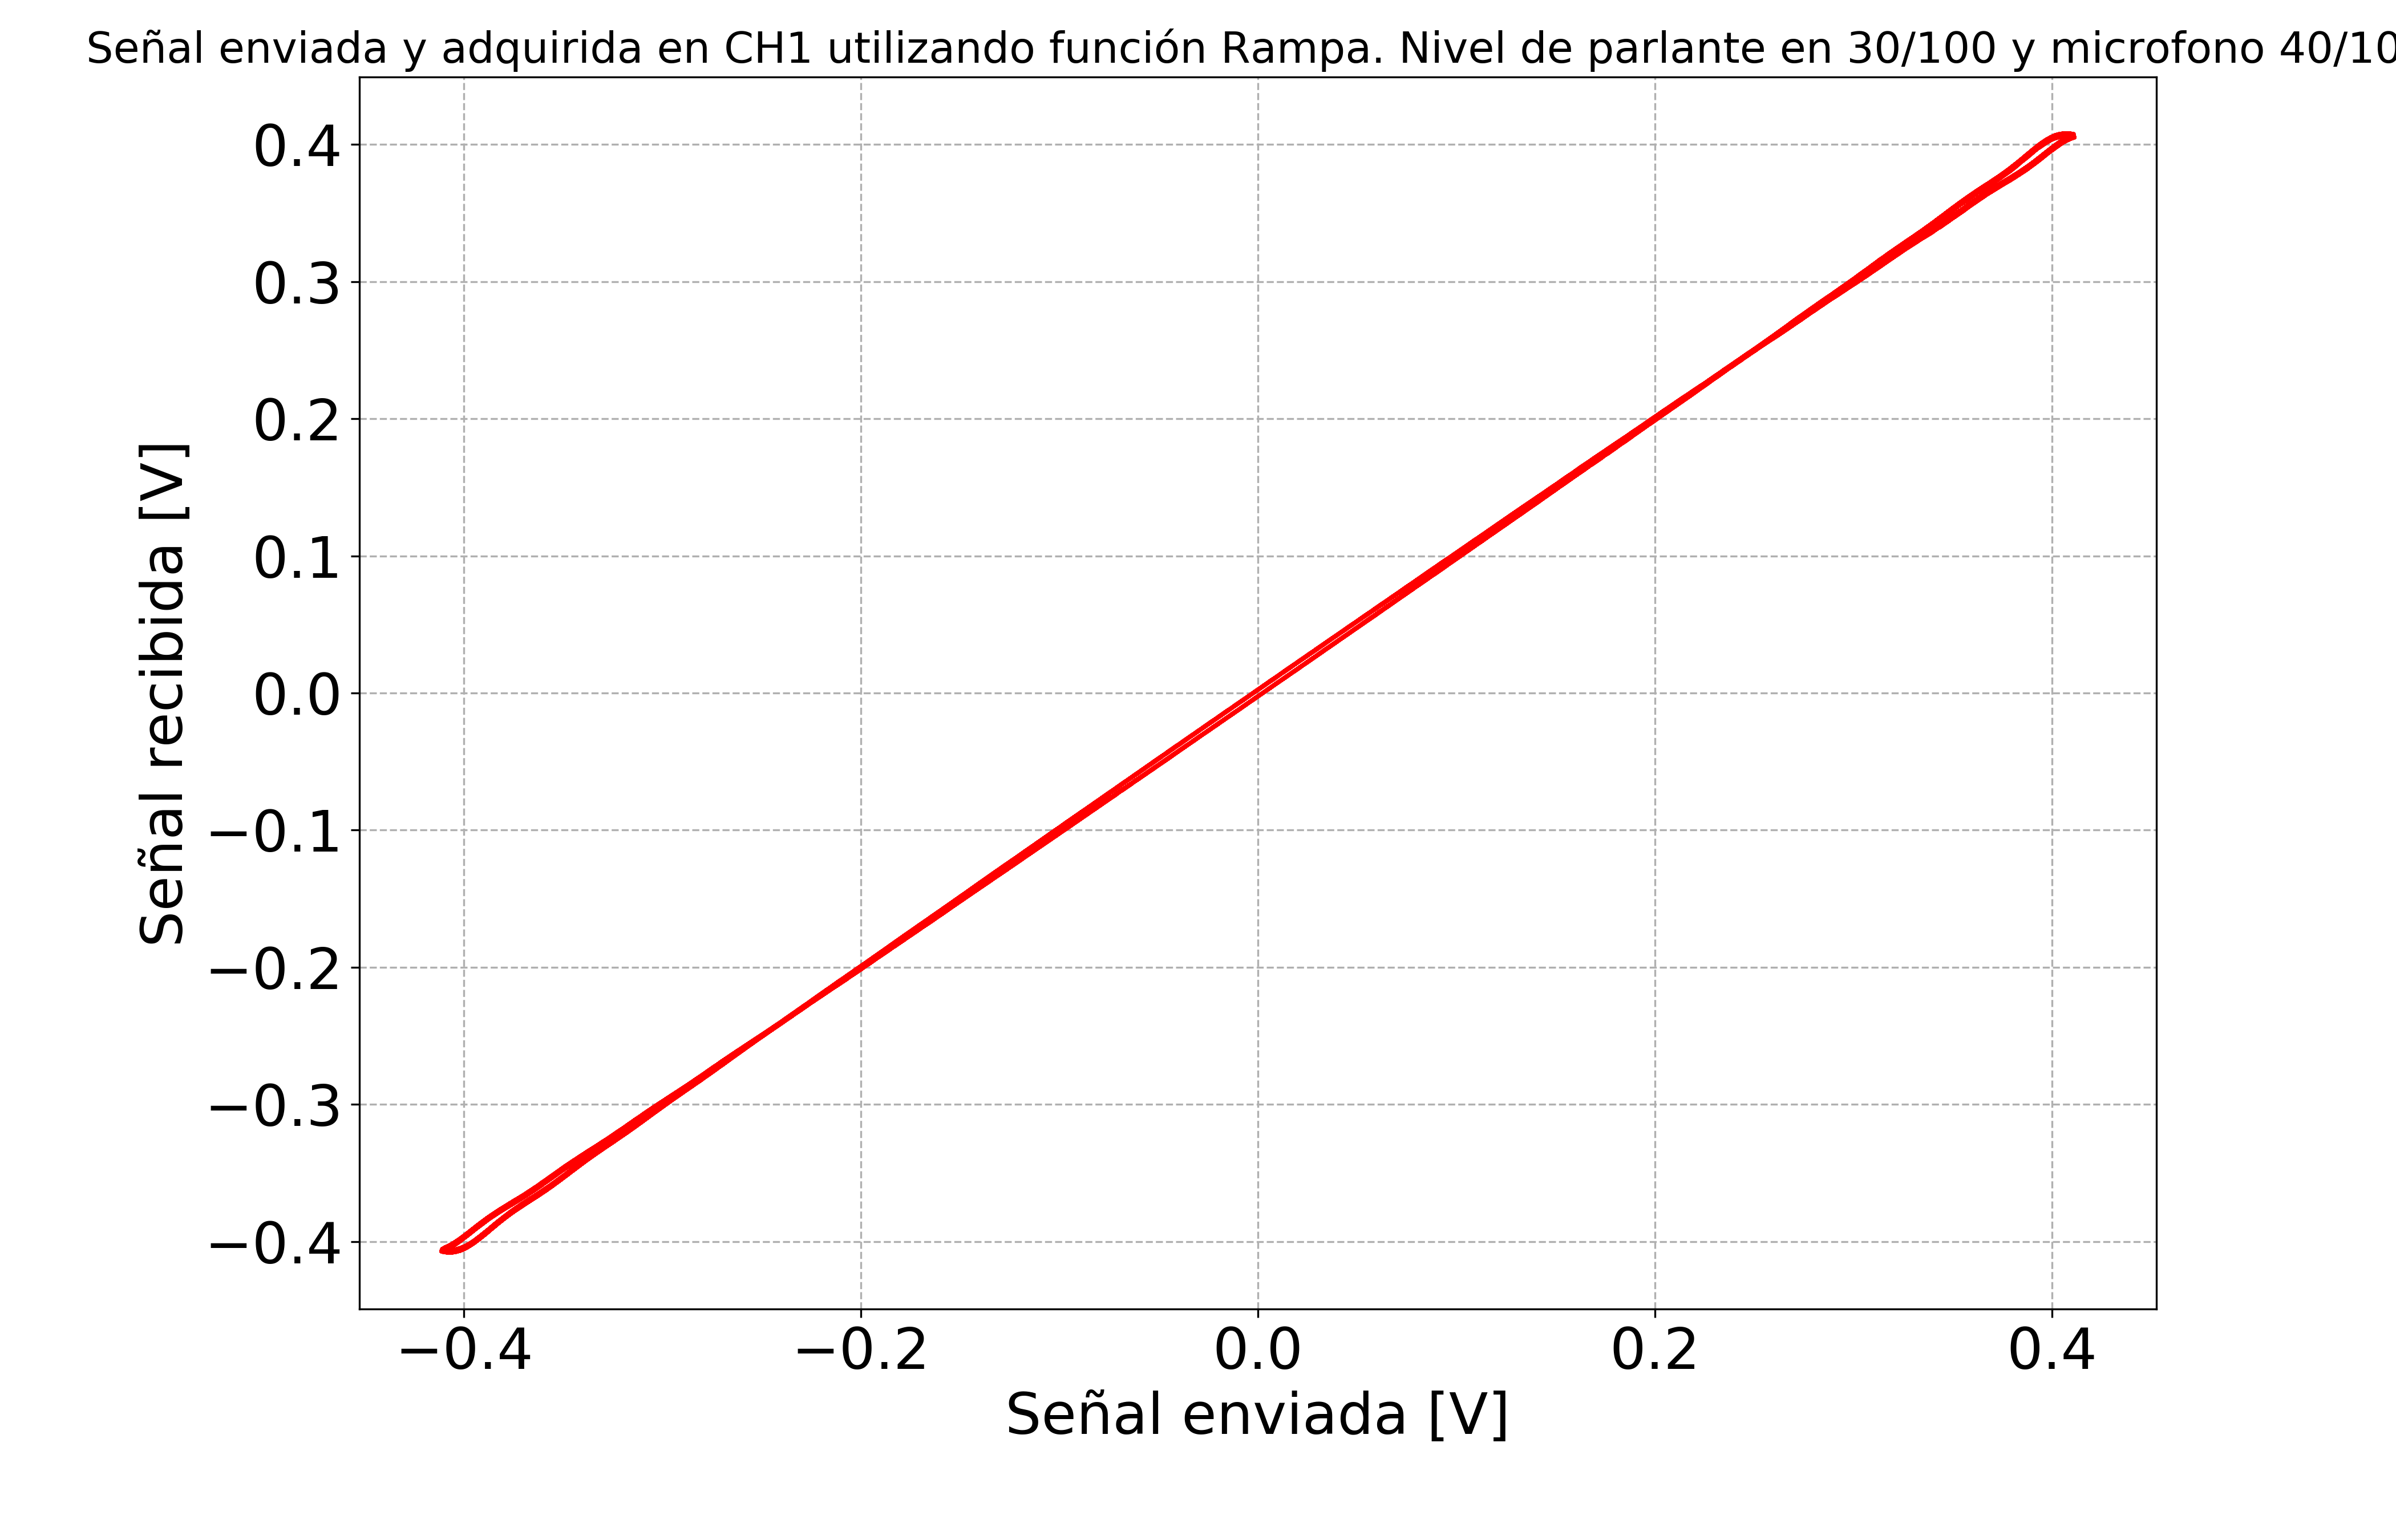 Señal enviada y adquirida en CH1 utilizando función Rampa. Nivel de parlante en 30/100 y microfono 40/10
0.4
0.3
0.2
0.1
0.0
−0.1
−0.2
−0.3
−0.4
Señal recibida [V]
−0.4 −0.2 0.0 0.2 0.4
Señal enviada [V]